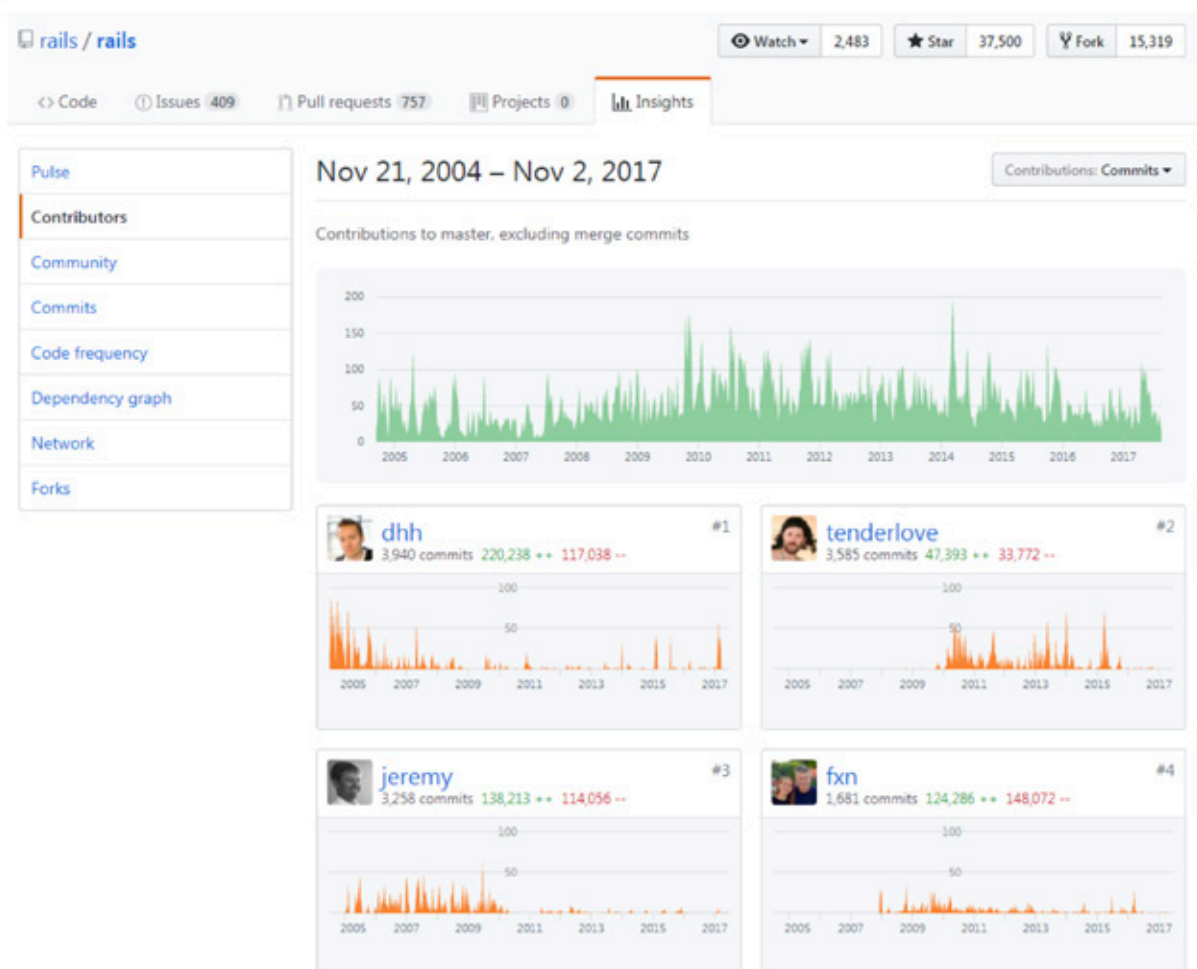 rails / rails
Watch 2,483 Star 37,500 Fork 15,319
<> Code Issues 409 Pull requests 757 Projects 0 Insights
Pulse
Contributors
Community
Commits
Code frequency
Dependency graph
Network
Forks
Nov 21, 2004 – Nov 2, 2017
Contributions: Commits
Contributions to master, excluding merge commits
200
150
100
50
0
2005 2006 2007 2008 2009 2010 2011 2012 2013 2014 2015 2016 2017
dhh #1
3,940 commits 220,238 ++ 117,038 --
100
50
2005 2007 2009 2011 2013 2015 2017
tenderlove #2
3,585 commits 47,393 ++ 33,772 --
100
50
2005 2007 2009 2011 2013 2015 2017
jeremy #3
3,258 commits 138,213 ++ 114,056 --
100
50
2005 2007 2009 2011 2013 2015 2017
fxn #4
1,681 commits 124,286 ++ 148,072 --
100
50
2005 2007 2009 2011 2013 2015 2017